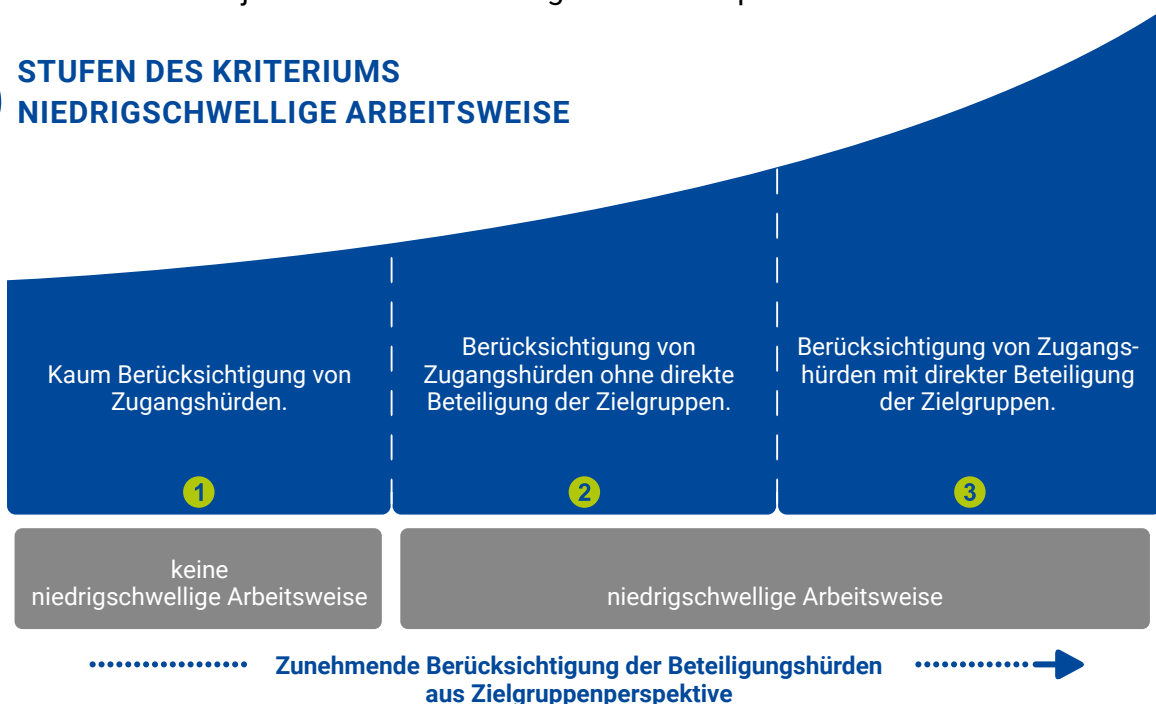 STUFEN DES KRITERIUMS
NIEDRIGSCHWELLIGE ARBEITSWEISE
Kaum Berücksichtigung von
Zugangshürden.
1
Berücksichtigung von
Zugangshürden ohne direkte
Beteiligung der Zielgruppen.
2
Berücksichtigung von Zugangs-
hürden mit direkter Beteiligung
der Zielgruppen.
3
keine
niedrigschwellige Arbeitsweise
niedrigschwellige Arbeitsweise
Zunehmende Berücksichtigung der Beteiligungshürden
aus Zielgruppenperspektive